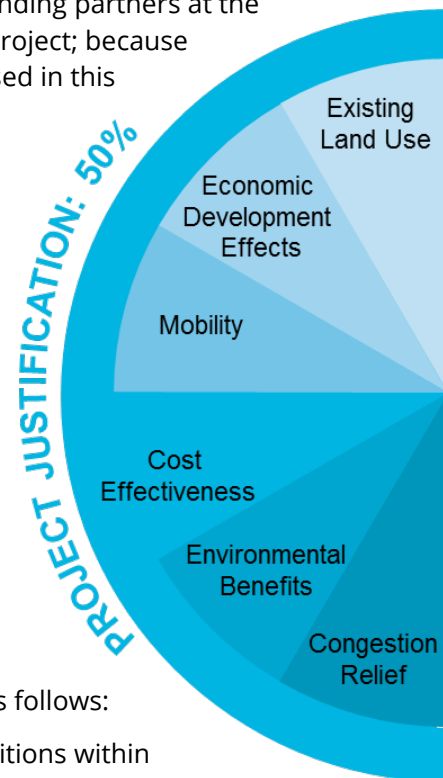 nding partners at the
roject; because
sed in this
PROJECT JUSTIFICATION: 50%
Existing
Land Use
Economic
Development
Effects
Mobility
Cost
Effectiveness
Environmental
Benefits
Congestion
Relief
s follows:
itions within